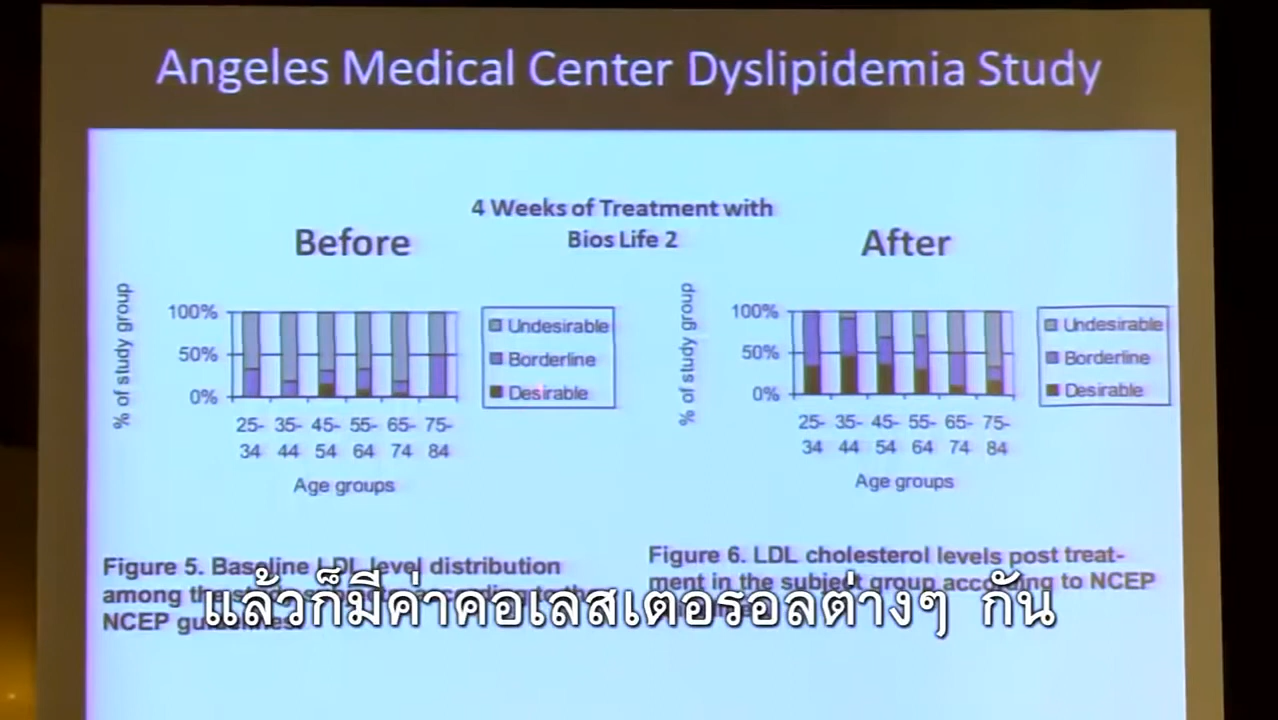 Angeles Medical Center Dyslipidemia Study
4 Weeks of Treatment with
Bios Life 2
Before
% of study group
100%
50%
0%
25-34
35-44
45-54
55-64
65-74
75-84
Age groups
Undesirable
Borderline
Desirable
After
% of study group
100%
50%
0%
25-34
35-44
45-54
55-64
65-74
75-84
Age groups
Undesirable
Borderline
Desirable
Figure 5. Baseline LDL level distribution
among the
NCEP
Figure 6. LDL cholesterol levels post treat-
ment in the subject group according to NCEP
แล้วก็มีค่าคอเลสเตอรอลต่างๆ กัน